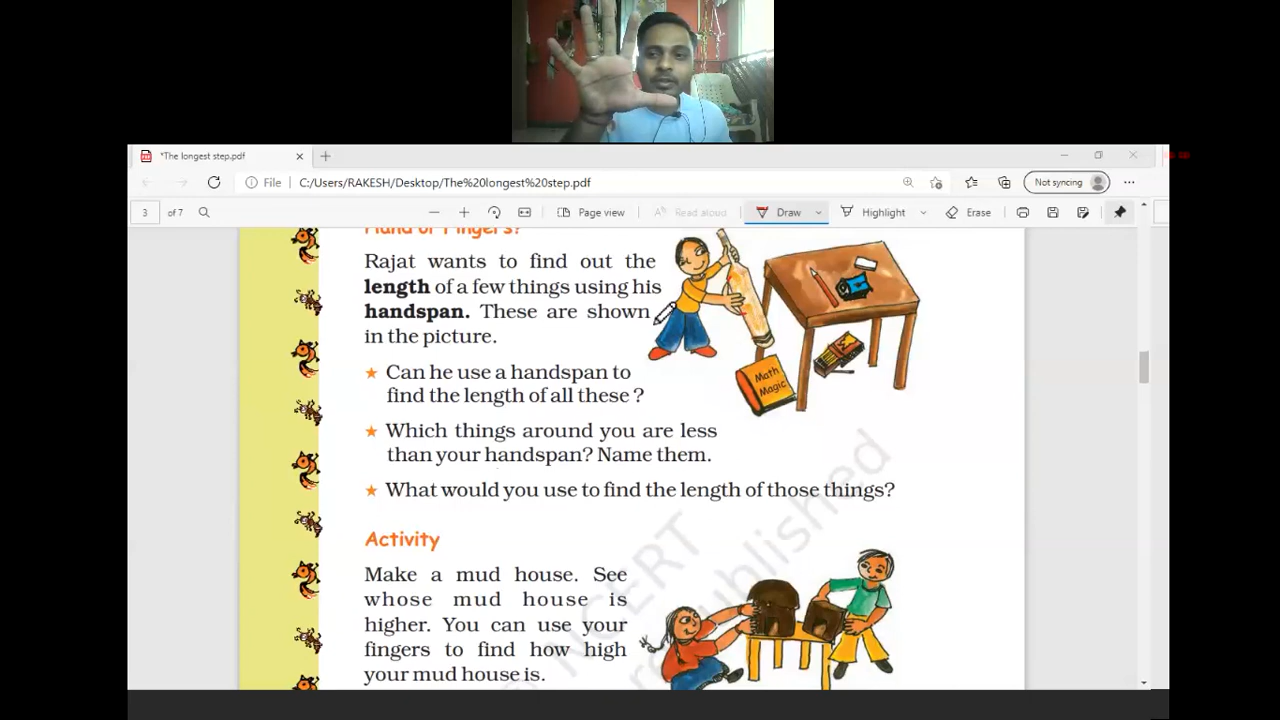 *The longest step.pdf
File C:/Users/RAKESH/Desktop/The%20longest%20step.pdf Not syncing
3 of 7 Page view Read aloud Draw Highlight Erase
Hand or Fingers?
Rajat wants to find out the
length of a few things using his
handspan. These are shown
in the picture.
Can he use a handspan to
find the length of all these ?
Which things around you are less
than your handspan? Name them.
What would you use to find the length of those things?
Math
Magic
Activity
Make a mud house. See
whose mud house is
higher. You can use your
fingers to find how high
your mud house is.
NCERT
republished